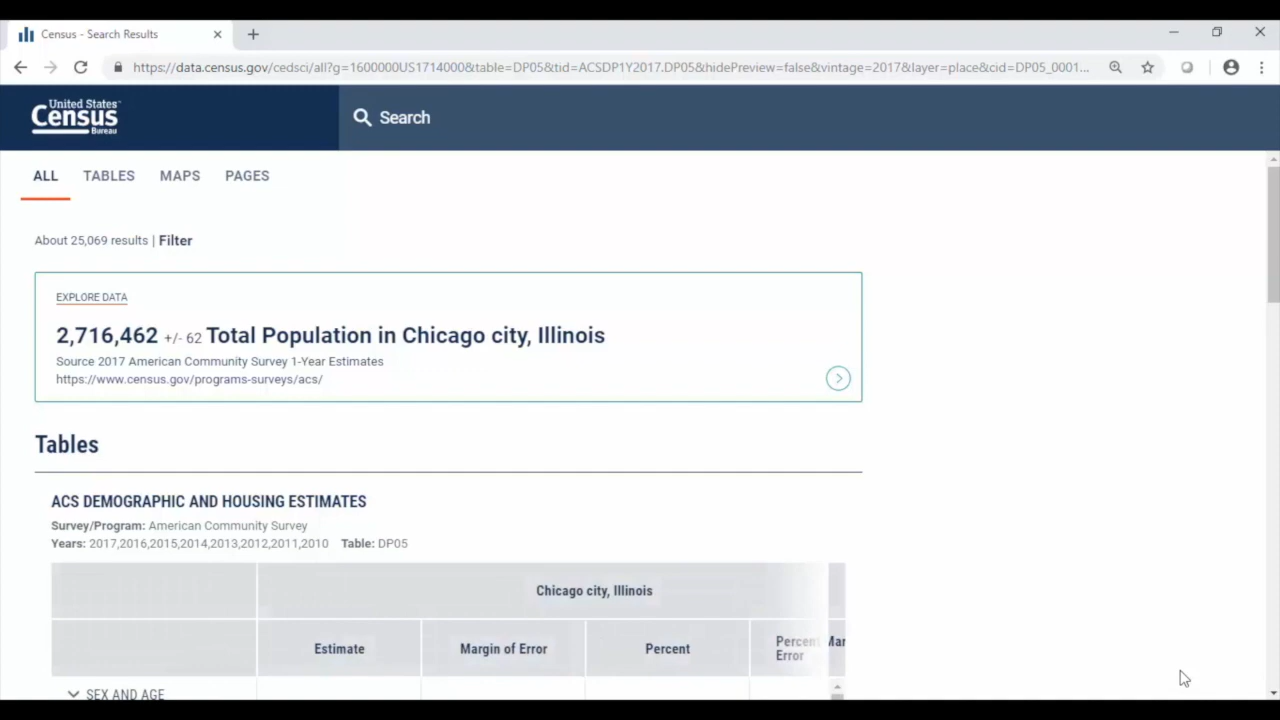 Census - Search Results
https://data.census.gov/cedsci/all?g=1600000US1714000&table=DP05&tid=ACSDP1Y2017.DP05&hidePreview=false&vintage=2017&layer=place&cid=DP05_0001...
United States®
Census
Bureau
Search
ALL TABLES MAPS PAGES
About 25,069 results | Filter
EXPLORE DATA
2,716,462 +/- 62 Total Population in Chicago city, Illinois
Source 2017 American Community Survey 1-Year Estimates
https://www.census.gov/programs-surveys/acs/
Tables
ACS DEMOGRAPHIC AND HOUSING ESTIMATES
Survey/Program: American Community Survey
Years: 2017,2016,2015,2014,2013,2012,2011,2010 Table: DP05
Chicago city, Illinois
Estimate Margin of Error Percent Percent Mar
Error
SEX AND AGE